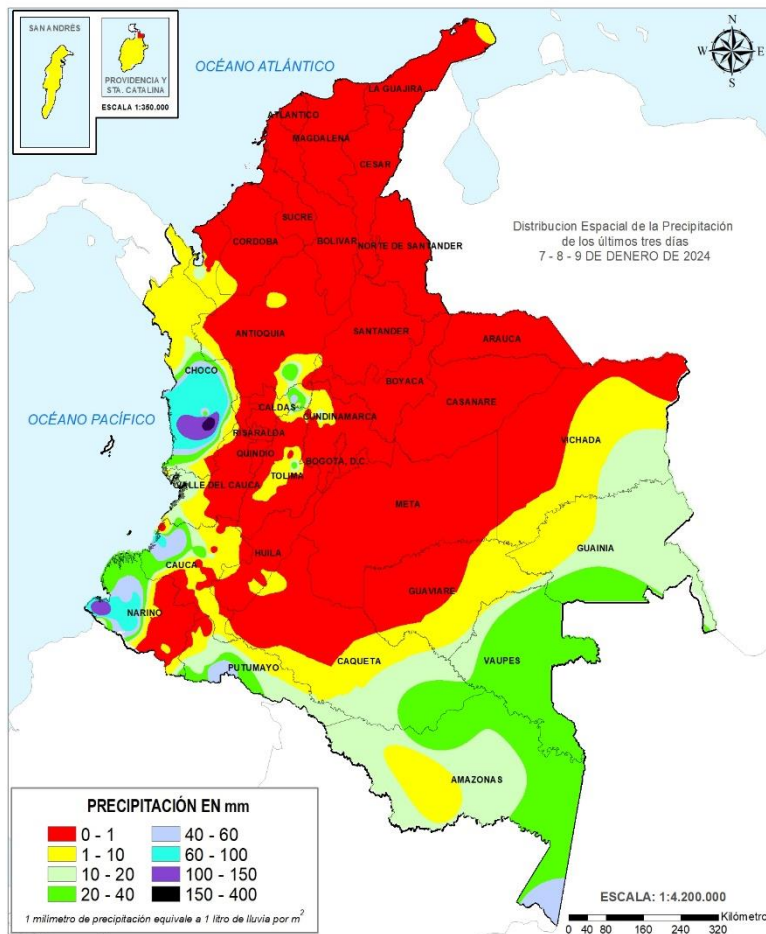 SAN ANDRÉS
PROVIDENCIA Y
STA. CATALINA
ESCALA 1:350.000
OCÉANO ATLÁNTICO
N
W E
S
LA GUAJIRA
ATLANTICO
MAGDALENA
CESAR
SUCRE
CORDOBA
BOLIVAR
NORTE DE SANTANDER
Distribucion Espacial de la Precipitación
de los últimos tres días
7 - 8 - 9 DE DENERO DE 2024
ANTIOQUIA
SANTANDER
ARAUCA
CHOCO
BOYACA
CASANARE
OCÉANO PACÍFICO
CALDAS
CUNDINAMARCA
RISARALDA
VICHADA
QUINDIO
BOGOTA, D.C.
TOLIMA
VALLE DEL CAUCA
META
GUAINIA
HUILA
CAUCA
GUAVIARE
NARIÑO
CAQUETA
VAUPES
PUTUMAYO
AMAZONAS
PRECIPITACIÓN EN mm
0 - 1
1 - 10
10 - 20
20 - 40
40 - 60
60 - 100
100 - 150
150 - 400
1 milímetro de precipitación equivale a 1 litro de lluvia por m²
ESCALA: 1:4.200.000
Kilómetro
0 40 80 160 240 320